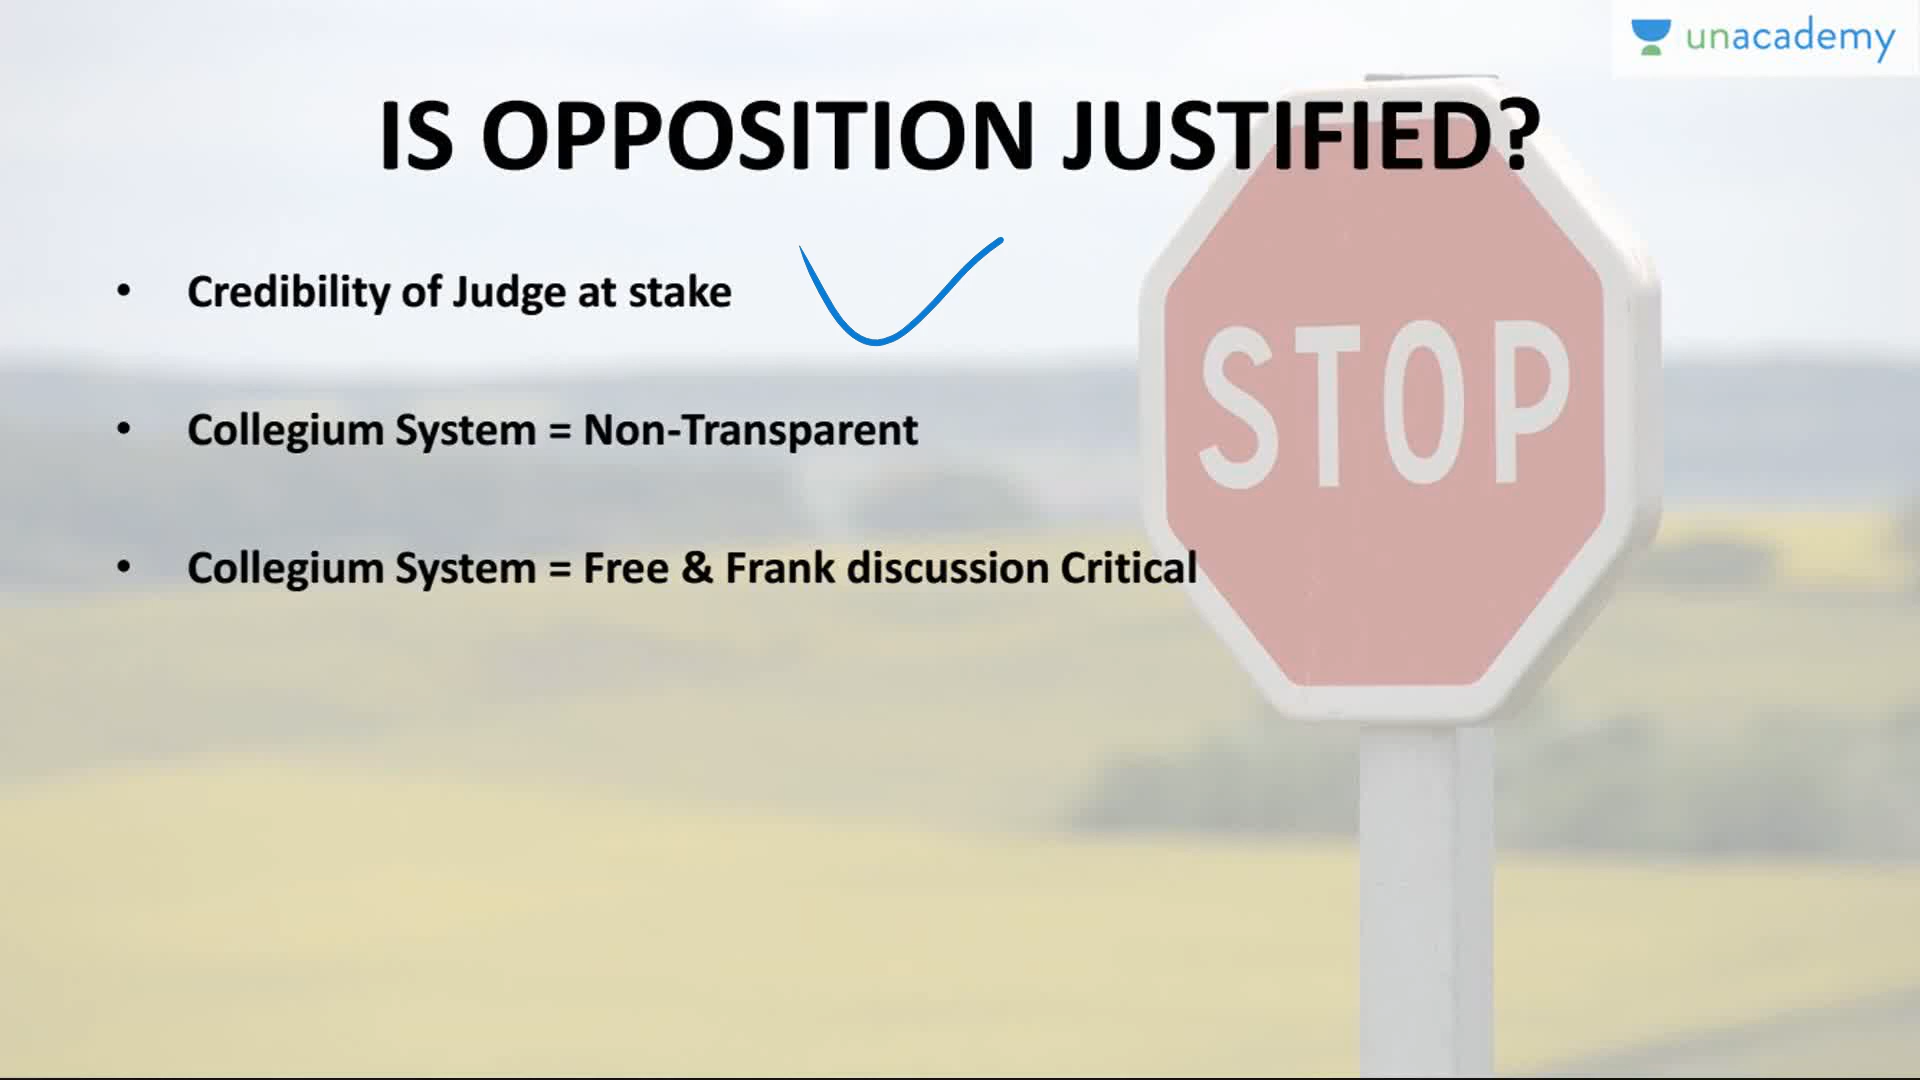 unacademy
IS OPPOSITION JUSTIFIED?
• Credibility of Judge at stake
• Collegium System = Non-Transparent
• Collegium System = Free & Frank discussion Critical
STOP